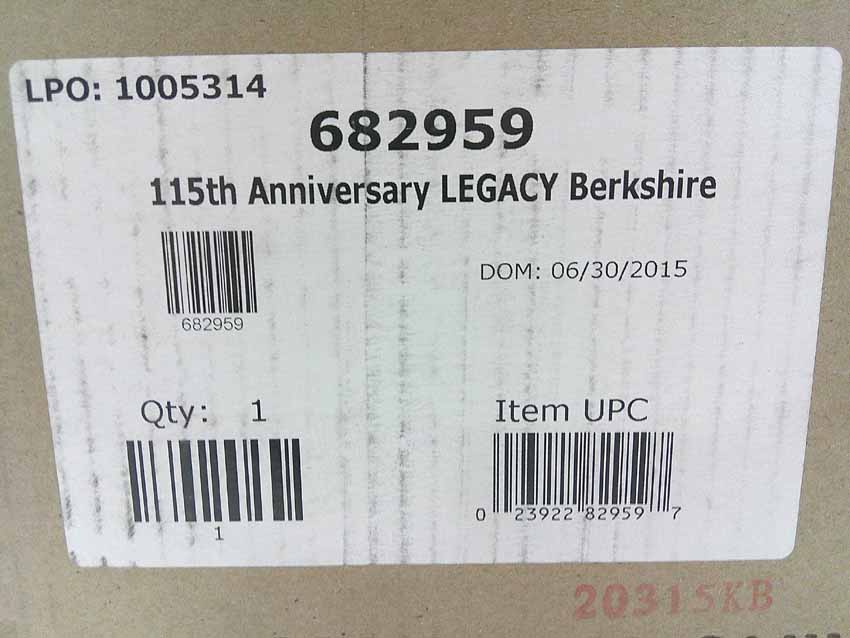 LPO: 1005314
682959
115th Anniversary LEGACY Berkshire
682959
DOM: 06/30/2015
Qty: 1
1
Item UPC
0 23922 82959 7
20315KB